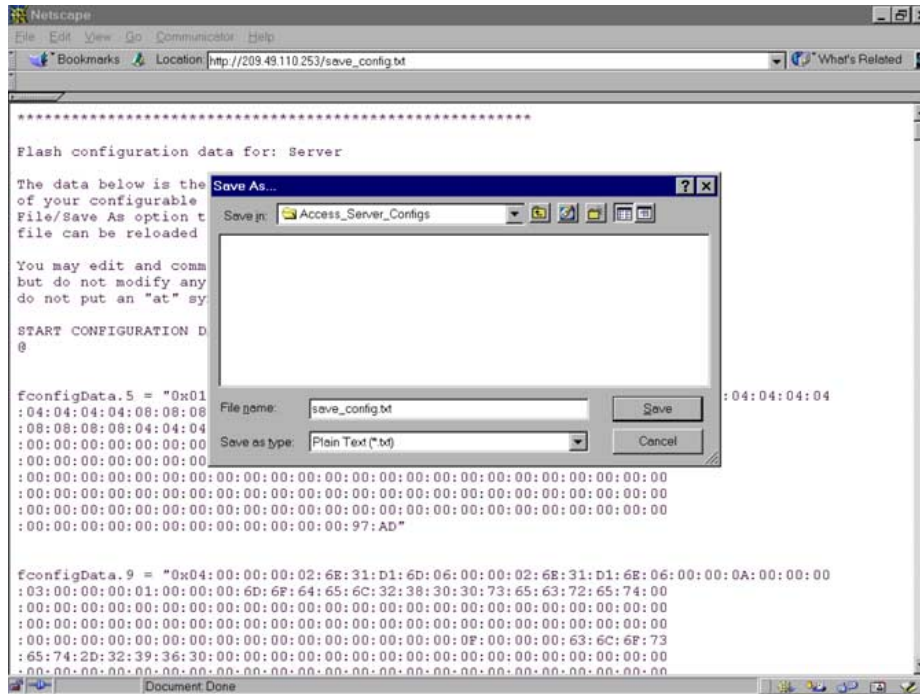 Netscape
File Edit View Go Communicator Help
Bookmarks Location: http://209.49.110.253/save_config.txt What's Related
**********************************************************
Flash configuration data for: Server
The data below is the
of your configurable
File/Save As option t
file can be reloaded
You may edit and comm
but do not modify any
do not put an "at" sy
START CONFIGURATION D
@
Save As...
Save in: Access_Server_Configs
File name: save_config.txt Save
Save as type: Plain Text (*.txt) Cancel
fconfigData.5 = "0x01 :04:04:04:04
:04:04:04:04:08:08:08
:08:08:08:08:04:04:04
:00:00:00:00:00:00:00
:00:00:00:00:00:00:00
:00:00:00:00:00:00:00:00:00:00:00:00:00:00:00:00:00:00:00:00:00:00:00:00
:00:00:00:00:00:00:00:00:00:00:00:00:00:00:00:00:00:00:00:00:00:00:00:00
:00:00:00:00:00:00:00:00:00:00:00:00:00:00:00:00:00:00:00:00:00:00:00:00
:00:00:00:00:00:00:00:00:00:00:00:00:97:AD"
fconfigData.9 = "0x04:00:00:00:02:6E:31:D1:6D:06:00:00:02:6E:31:D1:6E:06:00:00:0A:00:00:00
:03:00:00:00:01:00:00:00:6D:6F:64:65:6C:32:38:30:30:73:65:63:72:65:74:00
:00:00:00:00:00:00:00:00:00:00:00:00:00:00:00:00:00:00:00:00:00:00:00:00
:00:00:00:00:00:00:00:00:00:00:00:00:00:00:00:00:00:00:00:00:00:00:00:00
:00:00:00:00:00:00:00:00:00:00:00:00:00:00:00:00:0F:00:00:00:63:6C:6F:73
:65:74:2D:32:39:36:30:00:00:00:00:00:00:00:00:00:00:00:00:00:00:00:00:00
:00:00:00:00:00:00:00:00:00:00:00:00:00:00:00:00:00:00:00:00:00:00:00:00
Document: Done